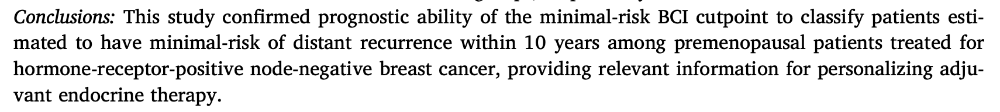 Conclusions: This study confirmed prognostic ability of the minimal-risk BCI cutpoint to classify patients esti-
mated to have minimal-risk of distant recurrence within 10 years among premenopausal patients treated for
hormone-receptor-positive node-negative breast cancer, providing relevant information for personalizing adju-
vant endocrine therapy.